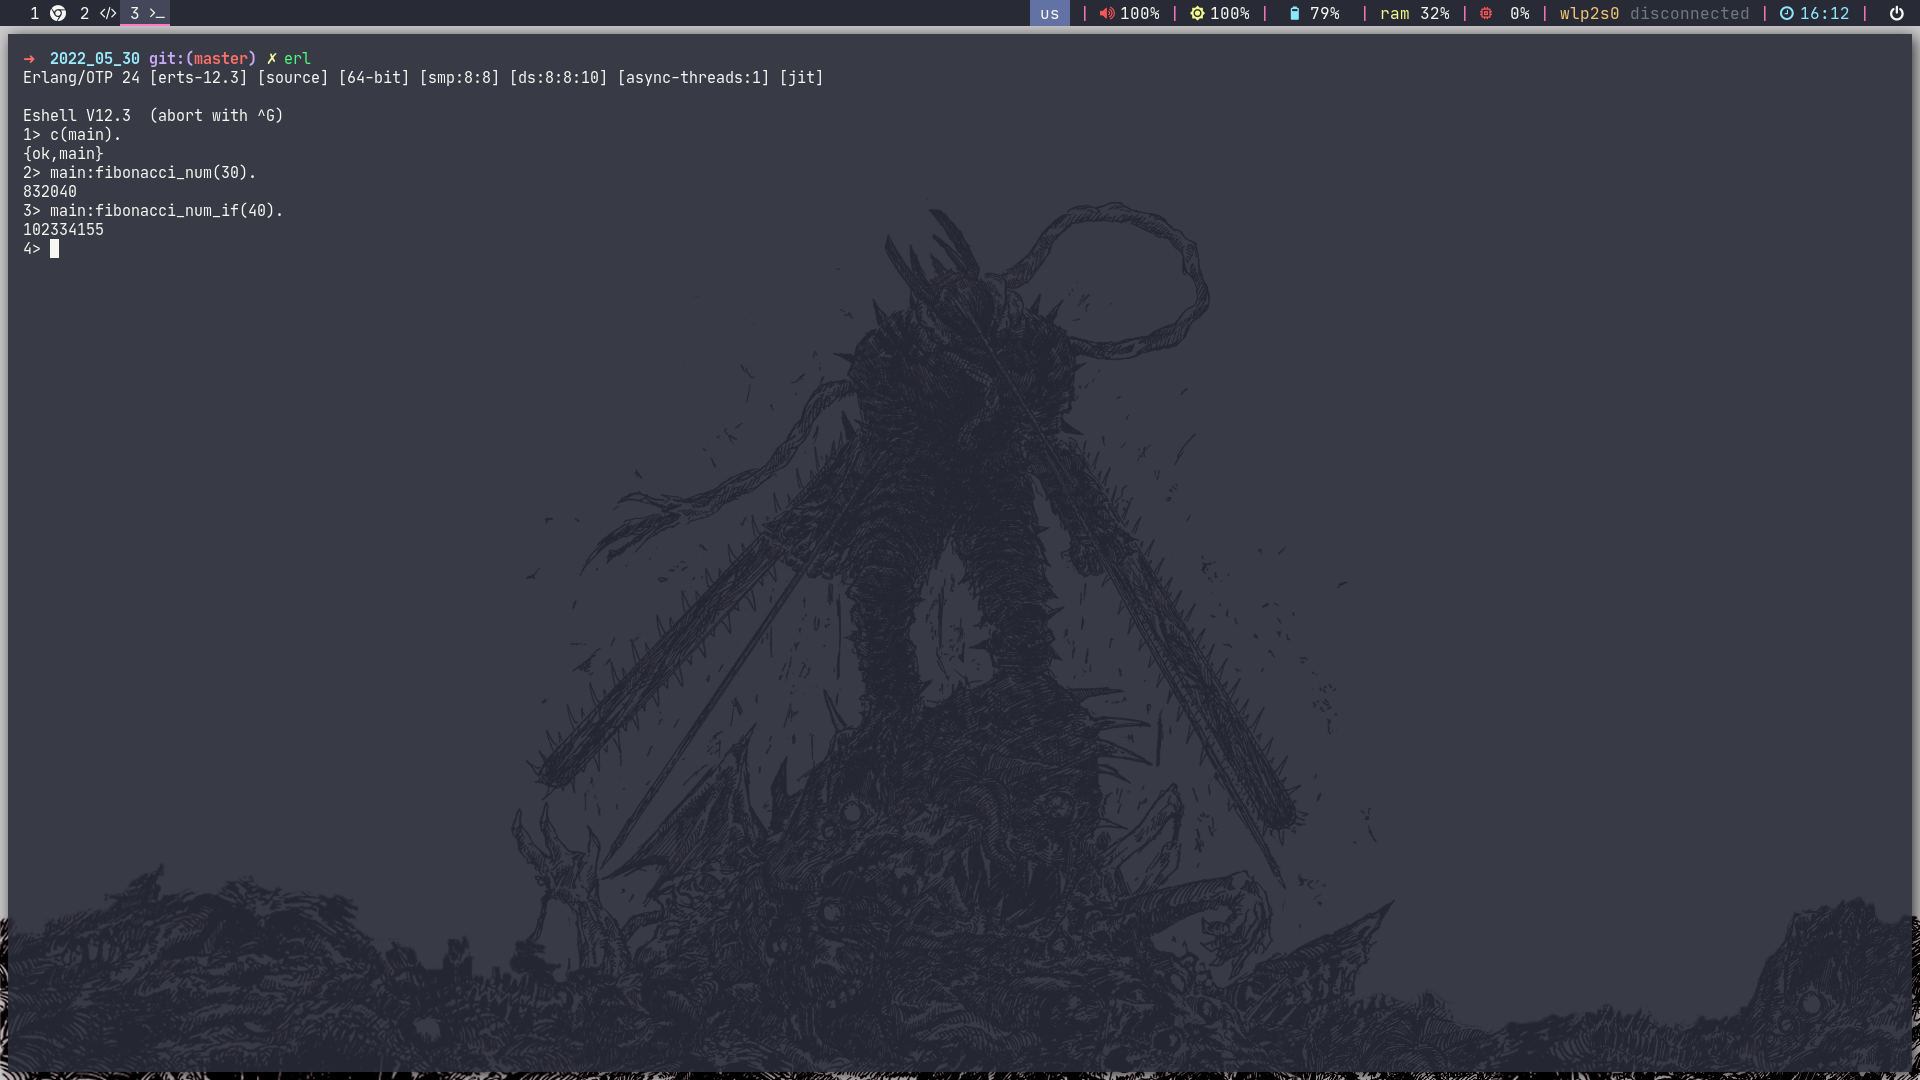 1 2 </> 3 >_ us | 100% | 100% | 79% | ram 32% | 0% | wlp2s0 disconnected | 16:12 |
➜ 2022_05_30 git:(master) ✗ erl
Erlang/OTP 24 [erts-12.3] [source] [64-bit] [smp:8:8] [ds:8:8:10] [async-threads:1] [jit]
Eshell V12.3  (abort with ^G)
1> c(main).
{ok,main}
2> main:fibonacci_num(30).
832040
3> main:fibonacci_num_if(40).
102334155
4>